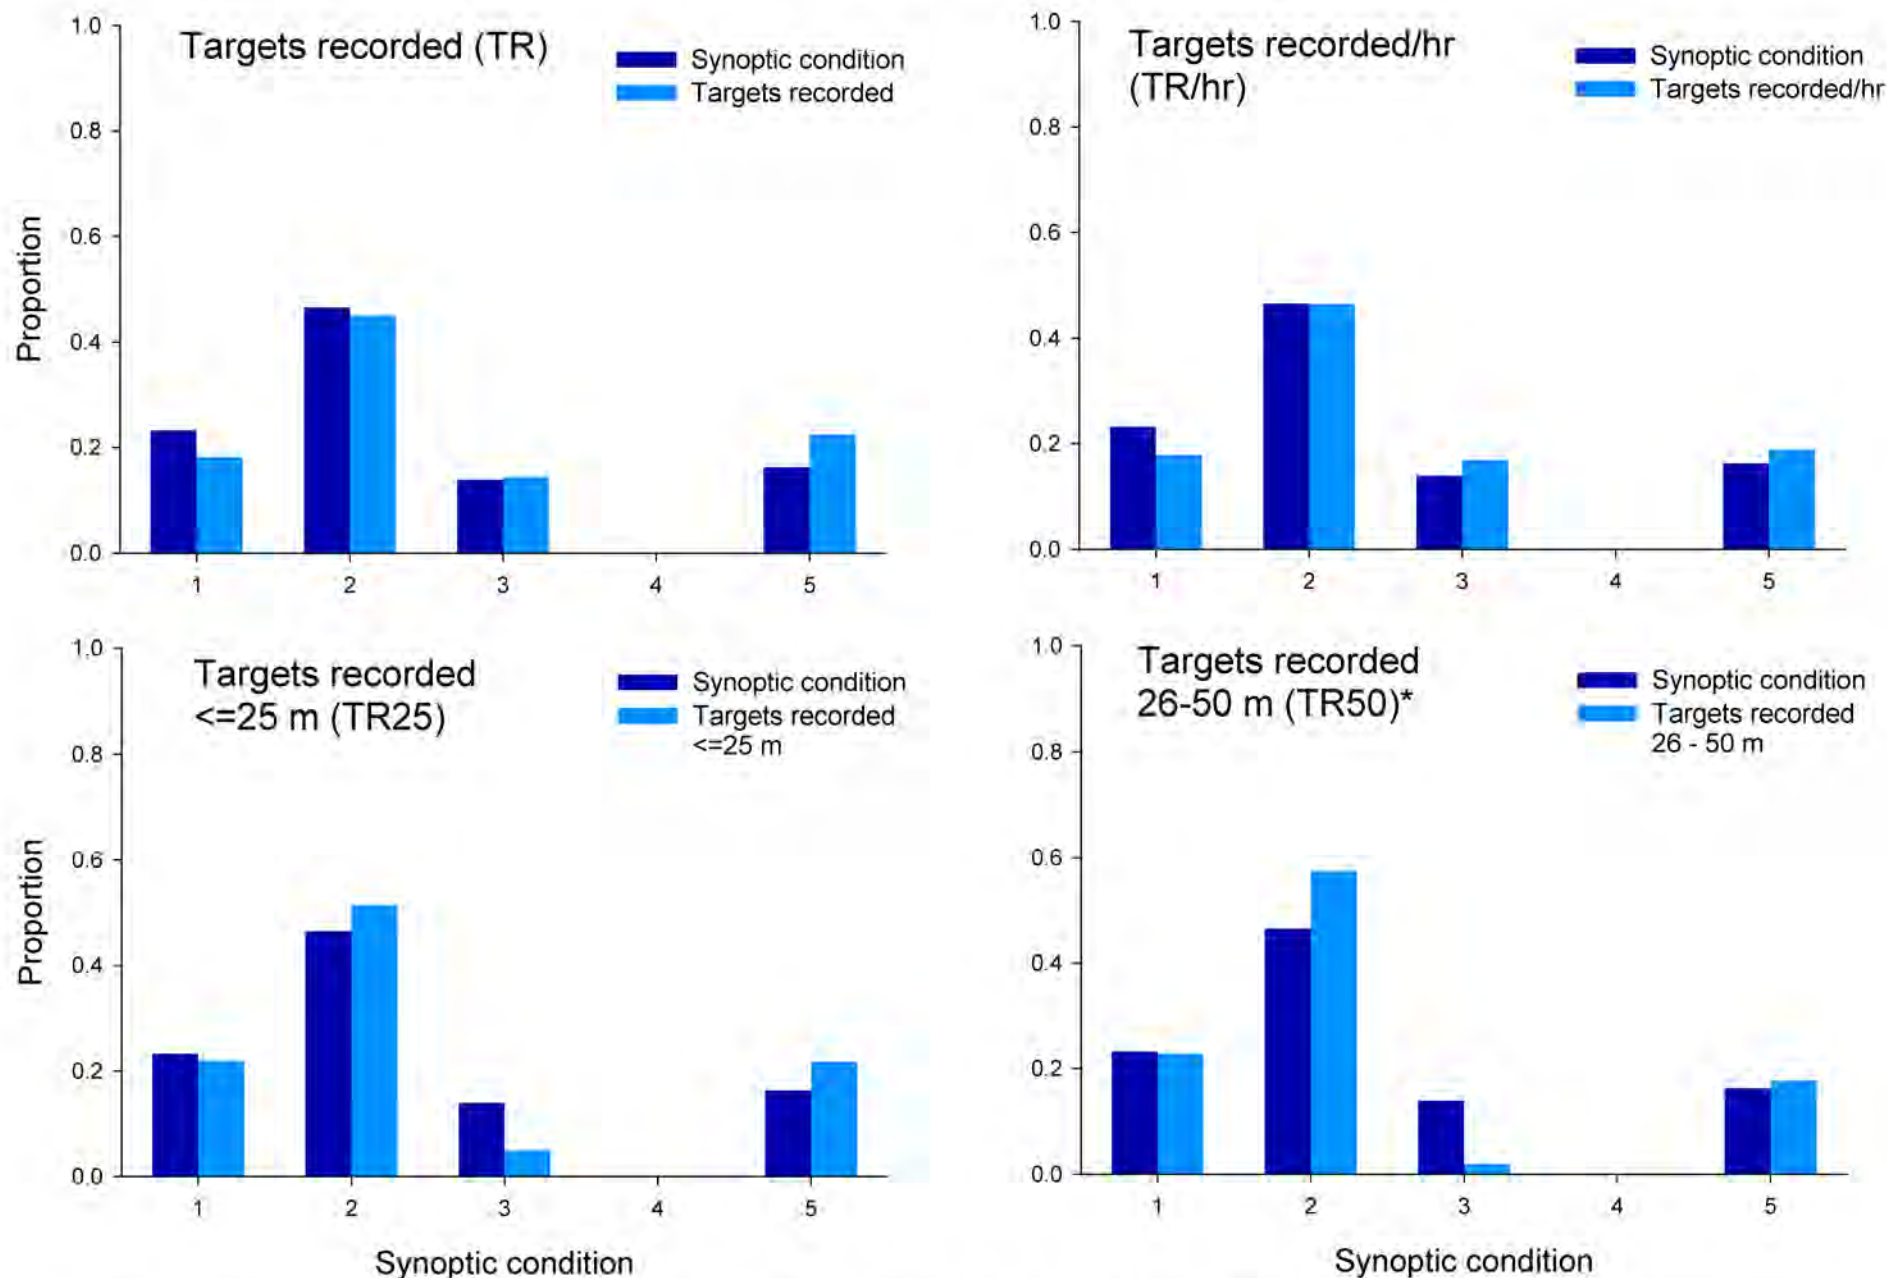 Targets recorded (TR)
Synoptic condition
Targets recorded
1.0
0.8
0.6
0.4
0.2
0.0
Proportion
1 2 3 4 5
Targets recorded/hr
(TR/hr)
Synoptic condition
Targets recorded/hr
1.0
0.8
0.6
0.4
0.2
0.0
1 2 3 4 5
Targets recorded
<=25 m (TR25)
Synoptic condition
Targets recorded
<=25 m
1.0
0.8
0.6
0.4
0.2
0.0
Proportion
1 2 3 4 5
Synoptic condition
Targets recorded
26-50 m (TR50)*
Synoptic condition
Targets recorded
26 - 50 m
1.0
0.8
0.6
0.4
0.2
0.0
1 2 3 4 5
Synoptic condition